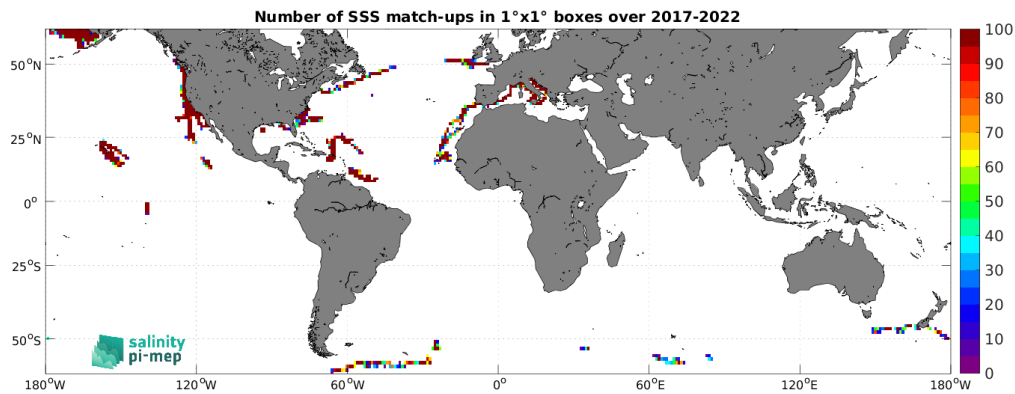 Number of SSS match-ups in 1°x1° boxes over 2017-2022
50°N
25°N
0°
25°S
50°S
180°W
120°W
60°W
0°
60°E
120°E
180°W
100
90
80
70
60
50
40
30
20
10
0
salinity
pi-mep